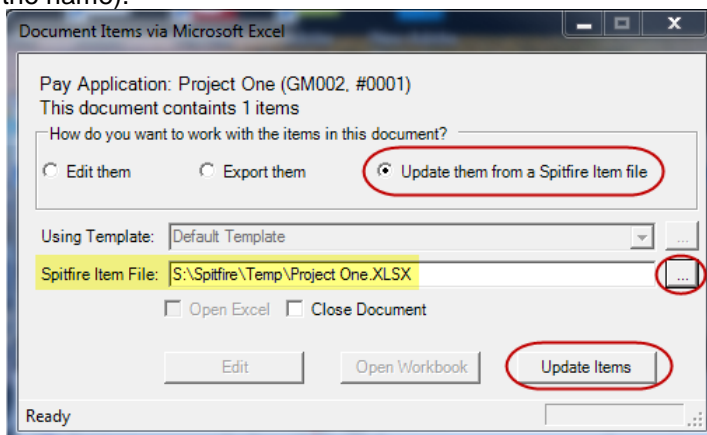 the name).
Document Items via Microsoft Excel
Pay Application: Project One (GM002, #0001)
This document containts 1 items
How do you want to work with the items in this document?
Edit them Export them Update them from a Spitfire Item file
Using Template: Default Template ...
Spitfire Item File: S:\Spitfire\Temp\Project One.XLSX ...
Open Excel Close Document
Edit Open Workbook Update Items
Ready